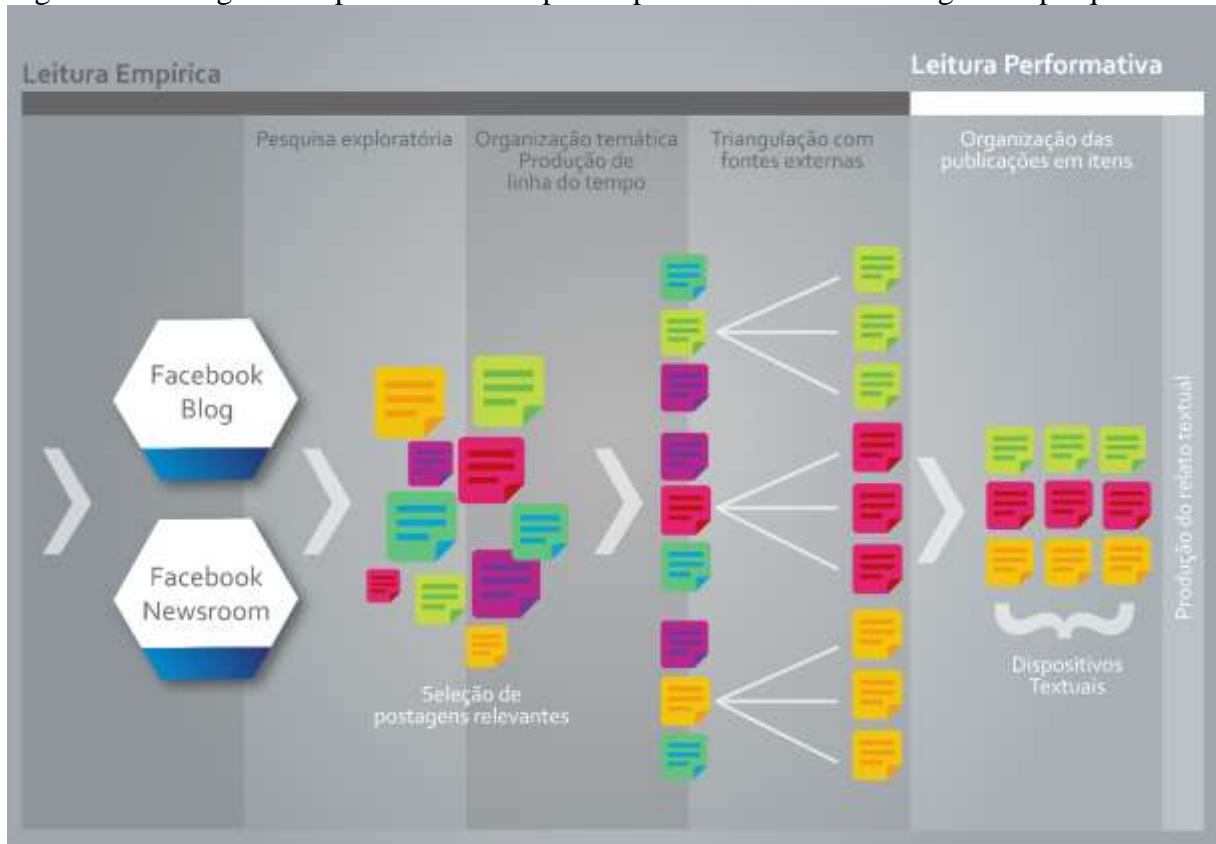 Leitura Empírica
Leitura Performativa
Pesquisa exploratória
Organização temática
Produção de
linha do tempo
Triangulação com
fontes externas
Organização das
publicações em itens
Facebook
Blog
Facebook
Newsroom
Seleção de
postagens relevantes
Dispositivos
Textuais
Produção do relato textual